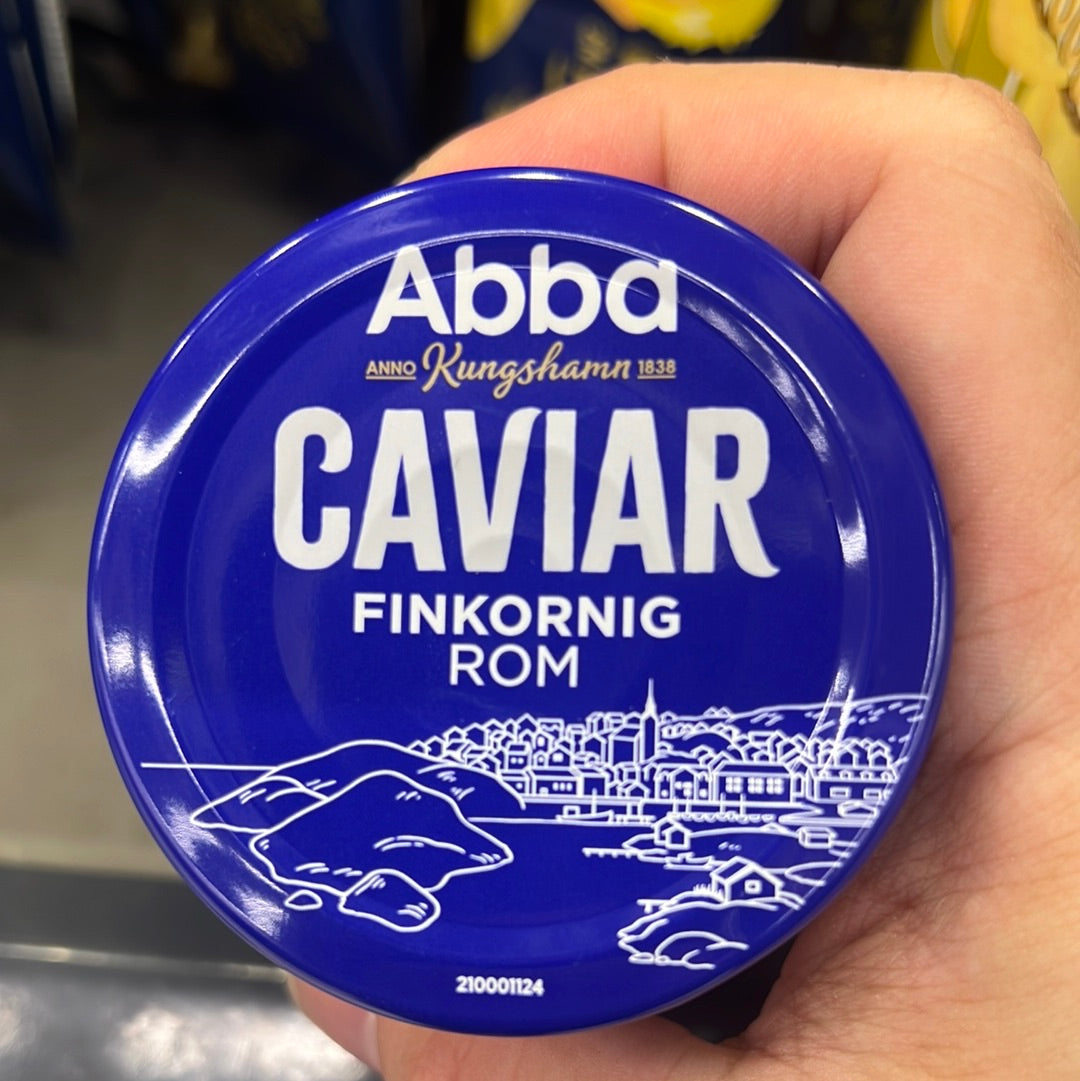 Abba
ANNO Kungshamn 1838
CAVIAR
FINKORNIG
ROM
210001124